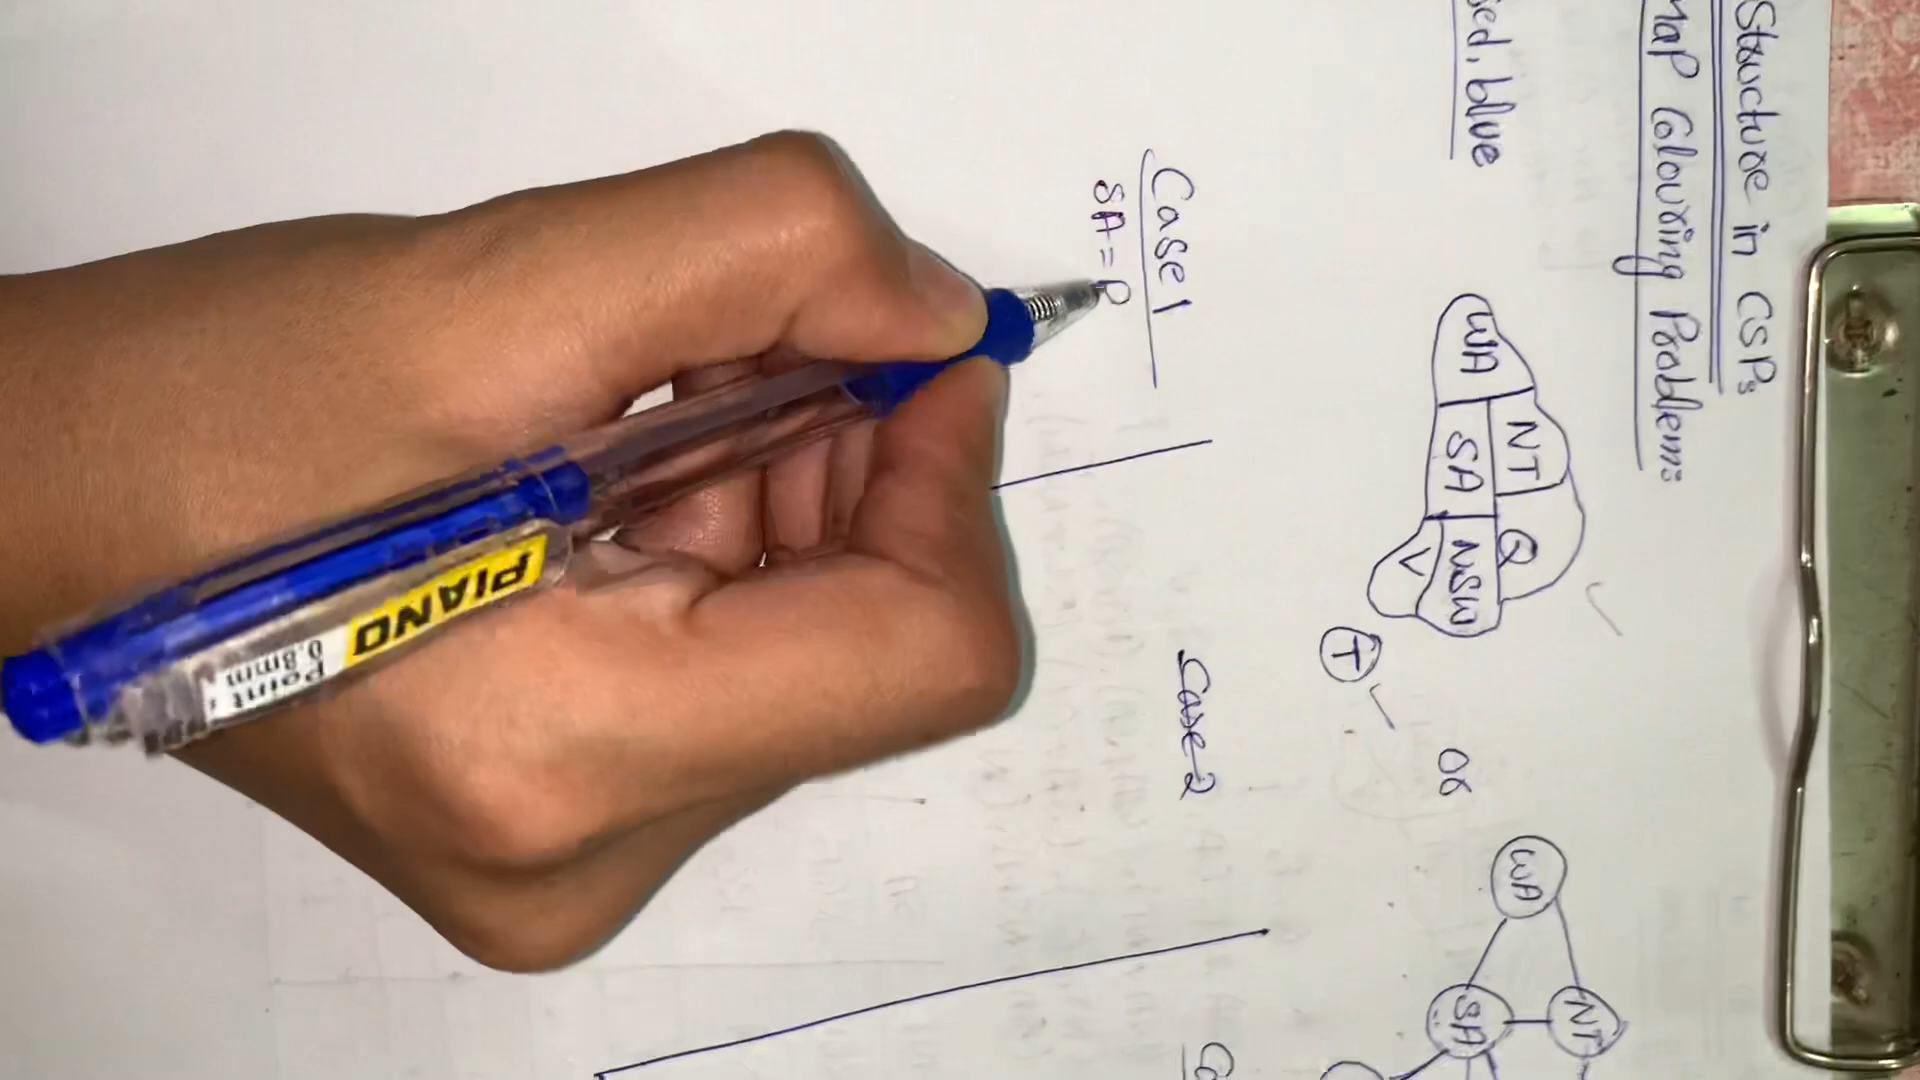 Structure in CSPs
Map Colouring Problem:
blue
WA
NT
SA
Q
NSW
V
T
or
WA
SA
NT
Case 1
SA =
Case-2
PIANO
Point
0.8mm